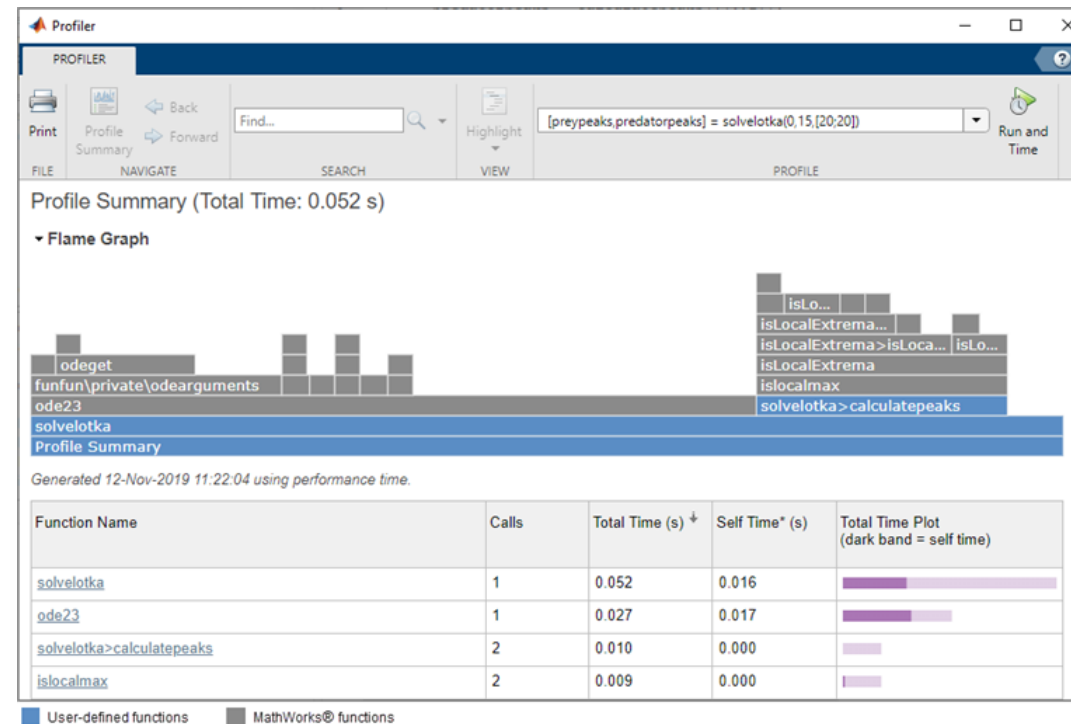 Profiler
PROFILER
?
Print
Profile
Summary
Back
Forward
Find...
Highlight
[preypeaks,predatorpeaks] = solvelotka(0,15,[20;20])
Run and
Time
FILE
NAVIGATE
SEARCH
VIEW
PROFILE
Profile Summary (Total Time: 0.052 s)
Flame Graph
isLo...
isLocalExtrema...
isLocalExtrema>isLoca... isLo...
odeget
isLocalExtrema
funfun\private\odearguments
islocalmax
ode23
solvelotka>calculatepeaks
solvelotka
Profile Summary
Generated 12-Nov-2019 11:22:04 using performance time.
Function Name
Calls
Total Time (s)
Self Time* (s)
Total Time Plot
(dark band = self time)
solvelotka 1 0.052 0.016
ode23 1 0.027 0.017
solvelotka>calculatepeaks 2 0.010 0.000
islocalmax 2 0.009 0.000
User-defined functions
MathWorks® functions